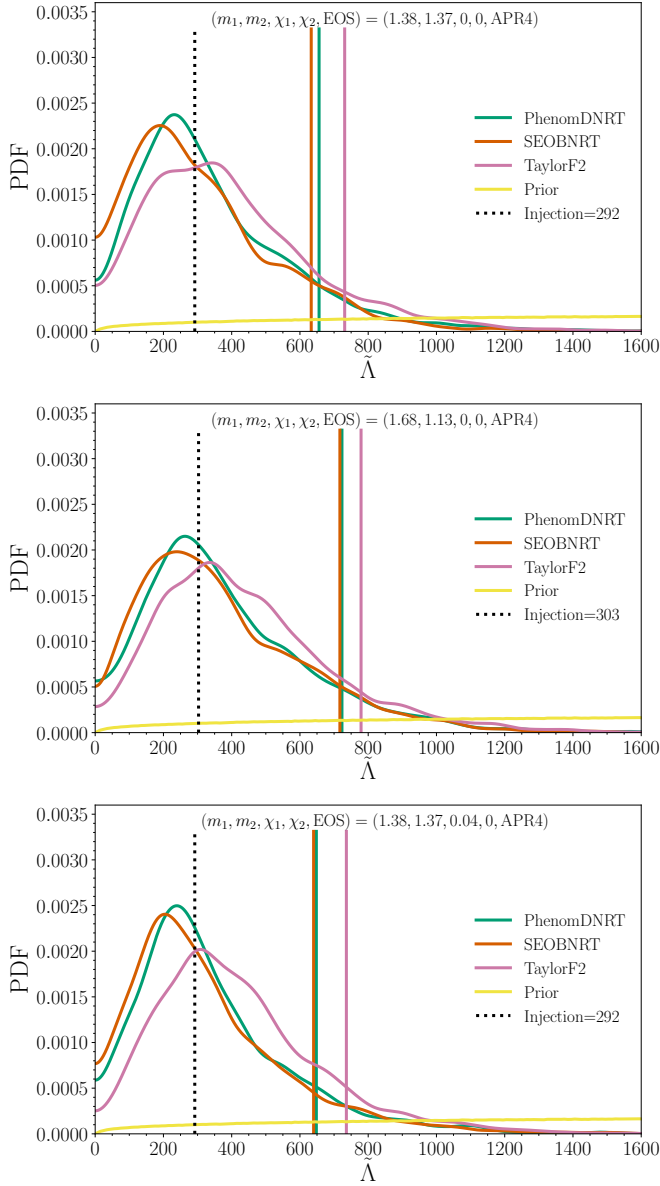 (m₁, m₂, χ₁, χ₂, EOS) = (1.38, 1.37, 0, 0, APR4)
0.0035
0.0030
0.0025
0.0020
0.0015
0.0010
0.0005
0.0000
PDF
PhenomDNRT
SEOBNRT
TaylorF2
Prior
Injection=292
0 200 400 600 800 1000 1200 1400 1600
Λ̃
(m₁, m₂, χ₁, χ₂, EOS) = (1.68, 1.13, 0, 0, APR4)
0.0035
0.0030
0.0025
0.0020
0.0015
0.0010
0.0005
0.0000
PDF
PhenomDNRT
SEOBNRT
TaylorF2
Prior
Injection=303
0 200 400 600 800 1000 1200 1400 1600
Λ̃
(m₁, m₂, χ₁, χ₂, EOS) = (1.38, 1.37, 0.04, 0, APR4)
0.0035
0.0030
0.0025
0.0020
0.0015
0.0010
0.0005
0.0000
PDF
PhenomDNRT
SEOBNRT
TaylorF2
Prior
Injection=292
0 200 400 600 800 1000 1200 1400 1600
Λ̃